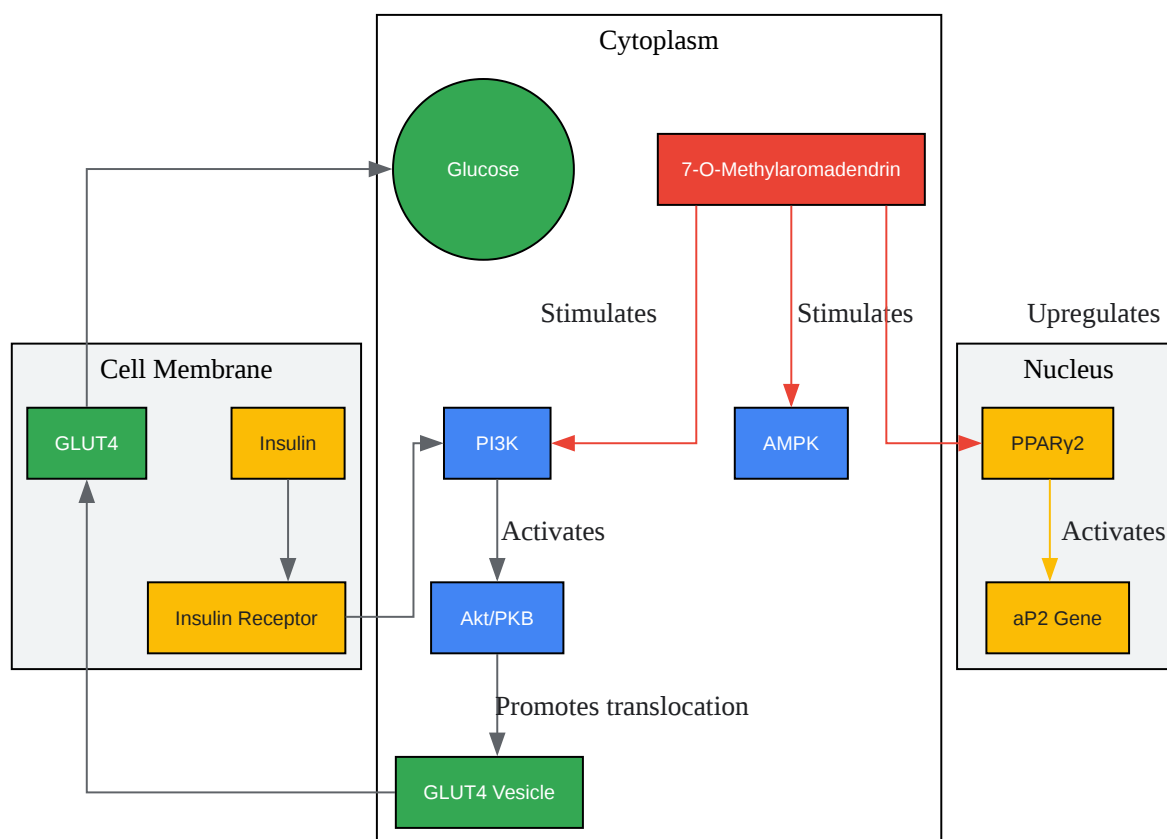 Cytoplasm
Glucose
7-O-Methylaromadendrin
Stimulates
Stimulates
Upregulates
Cell Membrane
Nucleus
GLUT4
Insulin
PI3K
AMPK
PPARγ2
Activates
Activates
Insulin Receptor
Akt/PKB
aP2 Gene
Promotes translocation
GLUT4 Vesicle